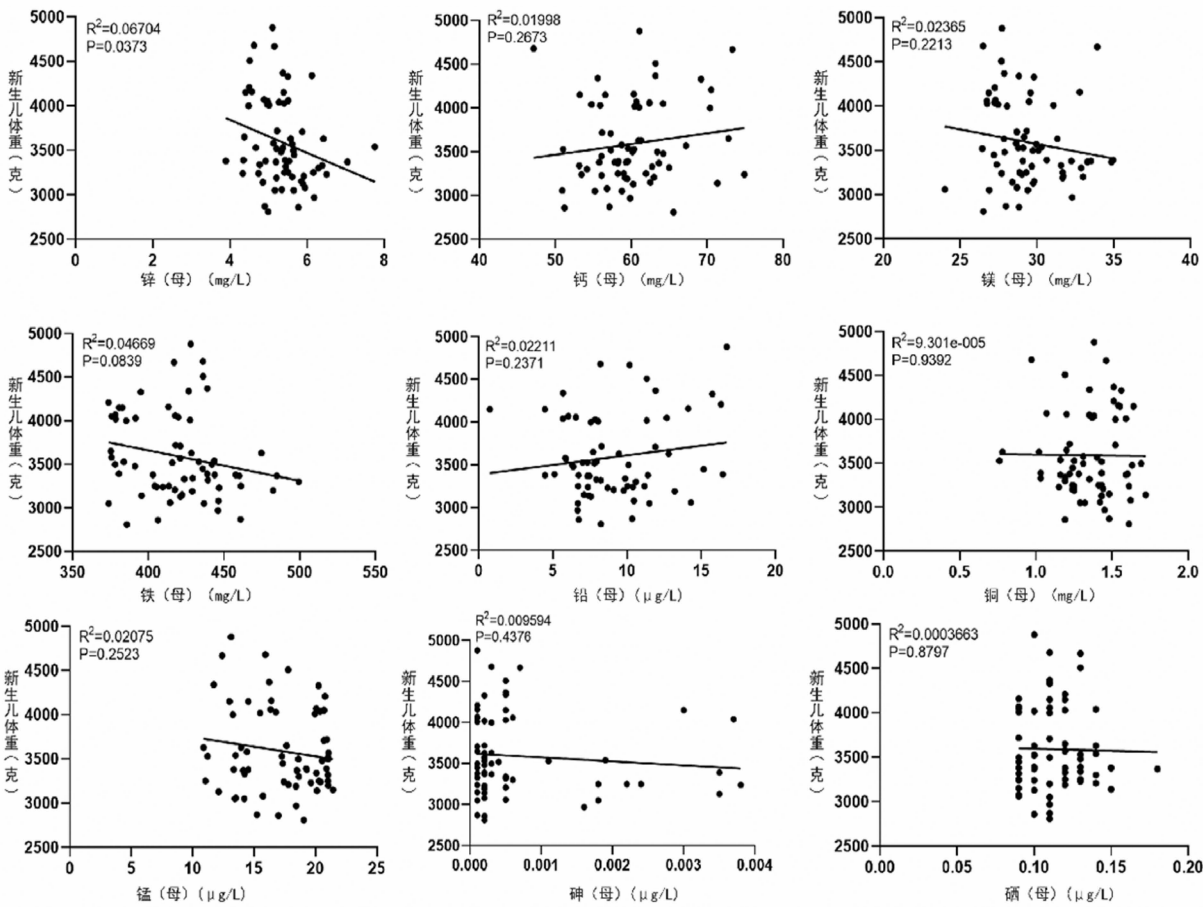 R²=0.06704
P=0.0373
新生儿体重（克）
5000
4500
4000
3500
3000
2500
0
2
4
6
8
锌（母）（mg/L）
R²=0.01998
P=0.2673
新生儿体重（克）
5000
4500
4000
3500
3000
2500
40
50
60
70
80
钙（母）（mg/L）
R²=0.02365
P=0.2213
新生儿体重（克）
5000
4500
4000
3500
3000
2500
20
25
30
35
40
镁（母）（mg/L）
R²=0.04669
P=0.0839
新生儿体重（克）
5000
4500
4000
3500
3000
2500
350
400
450
500
550
铁（母）（mg/L）
R²=0.02211
P=0.2371
新生儿体重（克）
5000
4500
4000
3500
3000
2500
0
5
10
15
20
铅（母）（μg/L）
R²=9.301e-005
P=0.9392
新生儿体重（克）
5000
4500
4000
3500
3000
2500
0.0
0.5
1.0
1.5
2.0
铜（母）（mg/L）
R²=0.02075
P=0.2523
新生儿体重（克）
5000
4500
4000
3500
3000
2500
0
5
10
15
20
25
锰（母）（μg/L）
R²=0.009594
P=0.4376
新生儿体重（克）
5000
4500
4000
3500
3000
2500
0.000
0.001
0.002
0.003
0.004
砷（母）（μg/L）
R²=0.0003663
P=0.8797
新生儿体重（克）
5000
4500
4000
3500
3000
2500
0.00
0.05
0.10
0.15
0.20
硒（母）（μg/L）